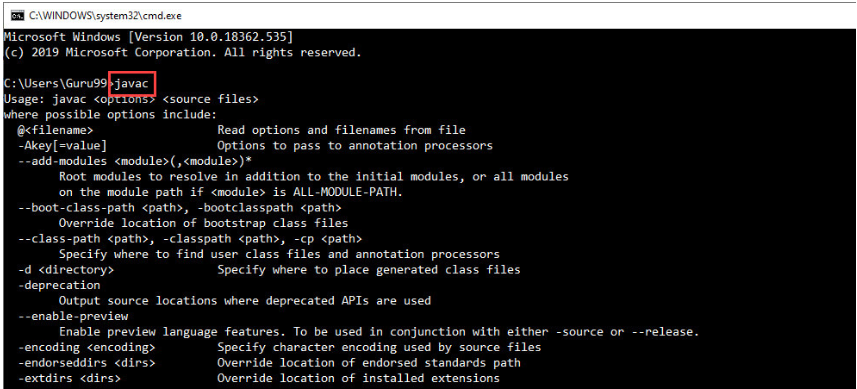 C:\WINDOWS\system32\cmd.exe
Microsoft Windows [Version 10.0.18362.535]
(c) 2019 Microsoft Corporation. All rights reserved.
C:\Users\Guru99>javac
Usage: javac <options> <source files>
where possible options include:
  @<filename>                  Read options and filenames from file
  -Akey[=value]                Options to pass to annotation processors
  --add-modules <module>(,<module>)*
        Root modules to resolve in addition to the initial modules, or all modules
        on the module path if <module> is ALL-MODULE-PATH.
  --boot-class-path <path>, -bootclasspath <path>
        Override location of bootstrap class files
  --class-path <path>, -classpath <path>, -cp <path>
        Specify where to find user class files and annotation processors
  -d <directory>               Specify where to place generated class files
  -deprecation
        Output source locations where deprecated APIs are used
  --enable-preview
        Enable preview language features. To be used in conjunction with either -source or --release.
  -encoding <encoding>         Specify character encoding used by source files
  -endorseddirs <dirs>         Override location of endorsed standards path
  -extdirs <dirs>              Override location of installed extensions